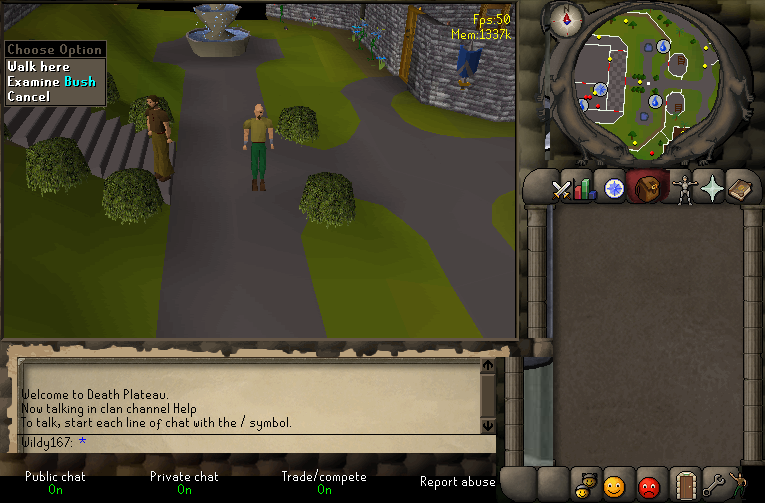 Fps:50
Mem:1337k
Choose Option
Walk here
Examine Bush
Cancel
Welcome to Death Plateau.
Now talking in clan channel Help
To talk, start each line of chat with the / symbol.
Wildy167: *
Public chat
On
Private chat
On
Trade/compete
On
Report abuse